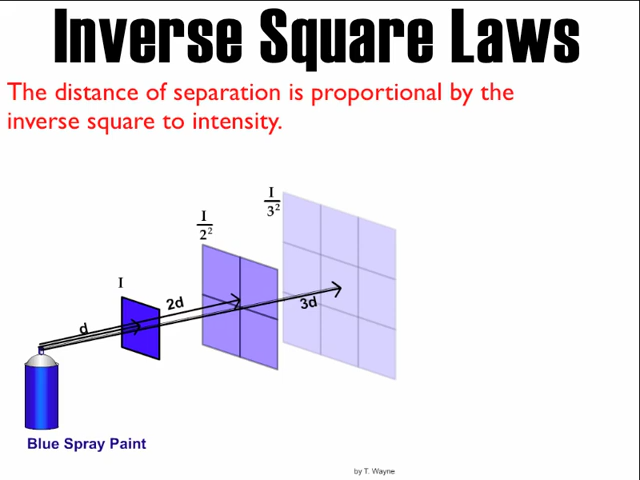 Inverse Square Laws
The distance of separation is proportional by the
inverse square to intensity.
I
3²
I
2²
I
2d
3d
d
Blue Spray Paint
by T. Wayne